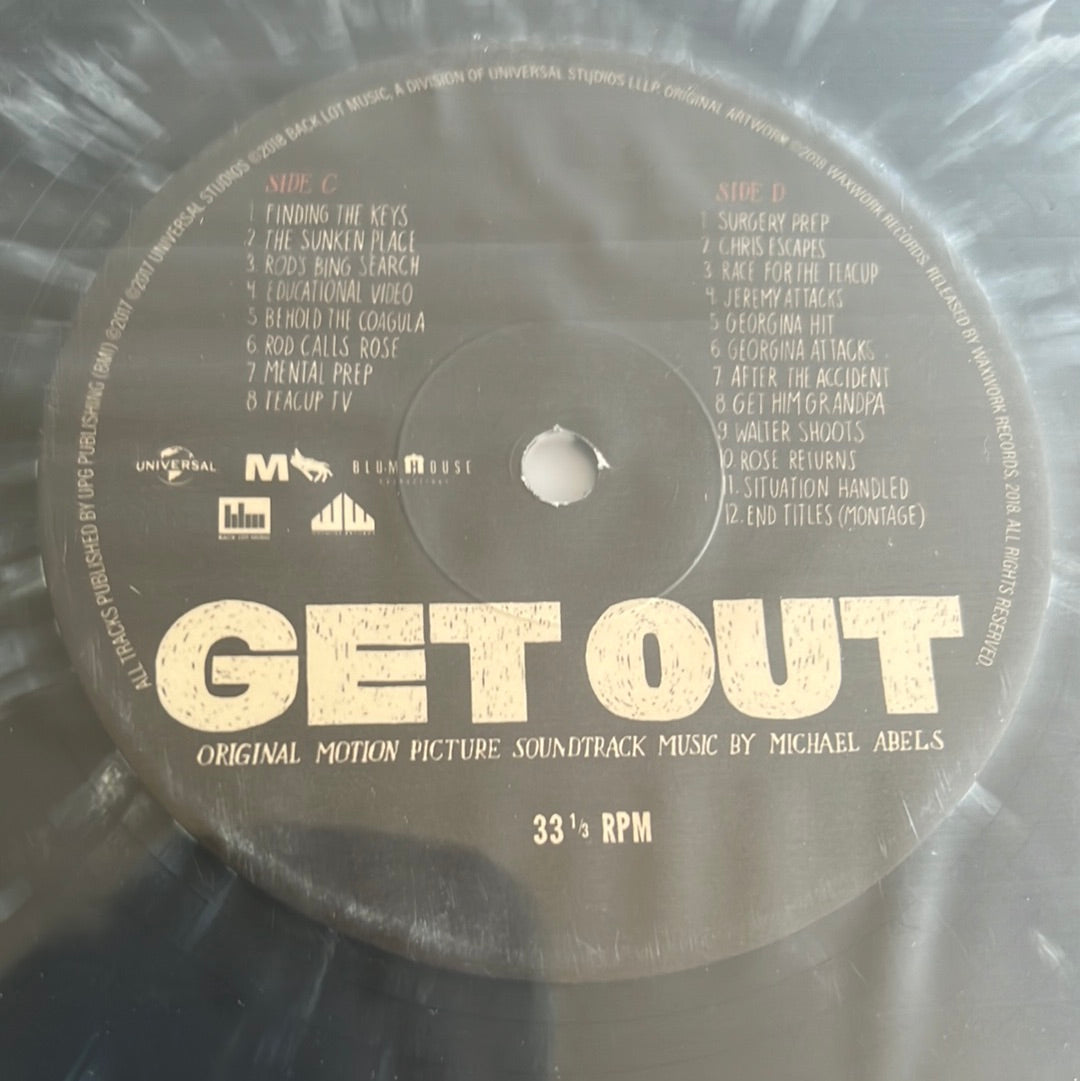 ALL TRACKS PUBLISHED BY UPG PUBLISHING (BMI) ©2017 ©2017 UNIVERSAL STUDIOS ©2018 BACK LOT MUSIC, A DIVISION OF UNIVERSAL STUDIOS LLLP. ORIGINAL ARTWORK ©2018 WAXWORK RECORDS. RELEASED BY WAXWORK RECORDS, 2018. ALL RIGHTS RESERVED.
SIDE C
1. FINDING THE KEYS
2. THE SUNKEN PLACE
3. ROD'S BING SEARCH
4. EDUCATIONAL VIDEO
5 BEHOLD THE COAGULA
6. ROD CALLS ROSE
7 MENTAL PREP
8 TEACUP TV
SIDE D
1. SURGERY PREP
2 CHRIS ESCAPES
3 RACE FOR THE TEACUP
4. JEREMY ATTACKS
5 GEORGINA HIT
6 GEORGINA ATTACKS
7. AFTER THE ACCIDENT
8 GET HIM GRANDPA
9 WALTER SHOOTS
0. ROSE RETURNS
11. SITUATION HANDLED
12. END TITLES (MONTAGE)
UNIVERSAL
M
BLUMHOUSE
blm
GET OUT
ORIGINAL MOTION PICTURE SOUNDTRACK MUSIC BY MICHAEL ABELS
33 1/3 RPM